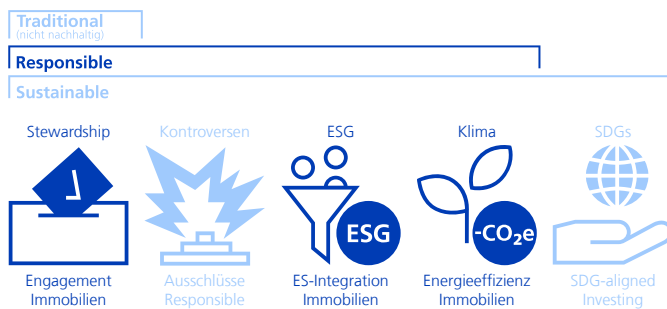 Traditional
(nicht nachhaltig)
Responsible
Sustainable
Stewardship
Kontroversen
ESG
Klima
SDGs
ESG
-CO₂e
Engagement
Immobilien
Ausschlüsse
Responsible
ES-Integration
Immobilien
Energieeffizienz
Immobilien
SDG-aligned
Investing